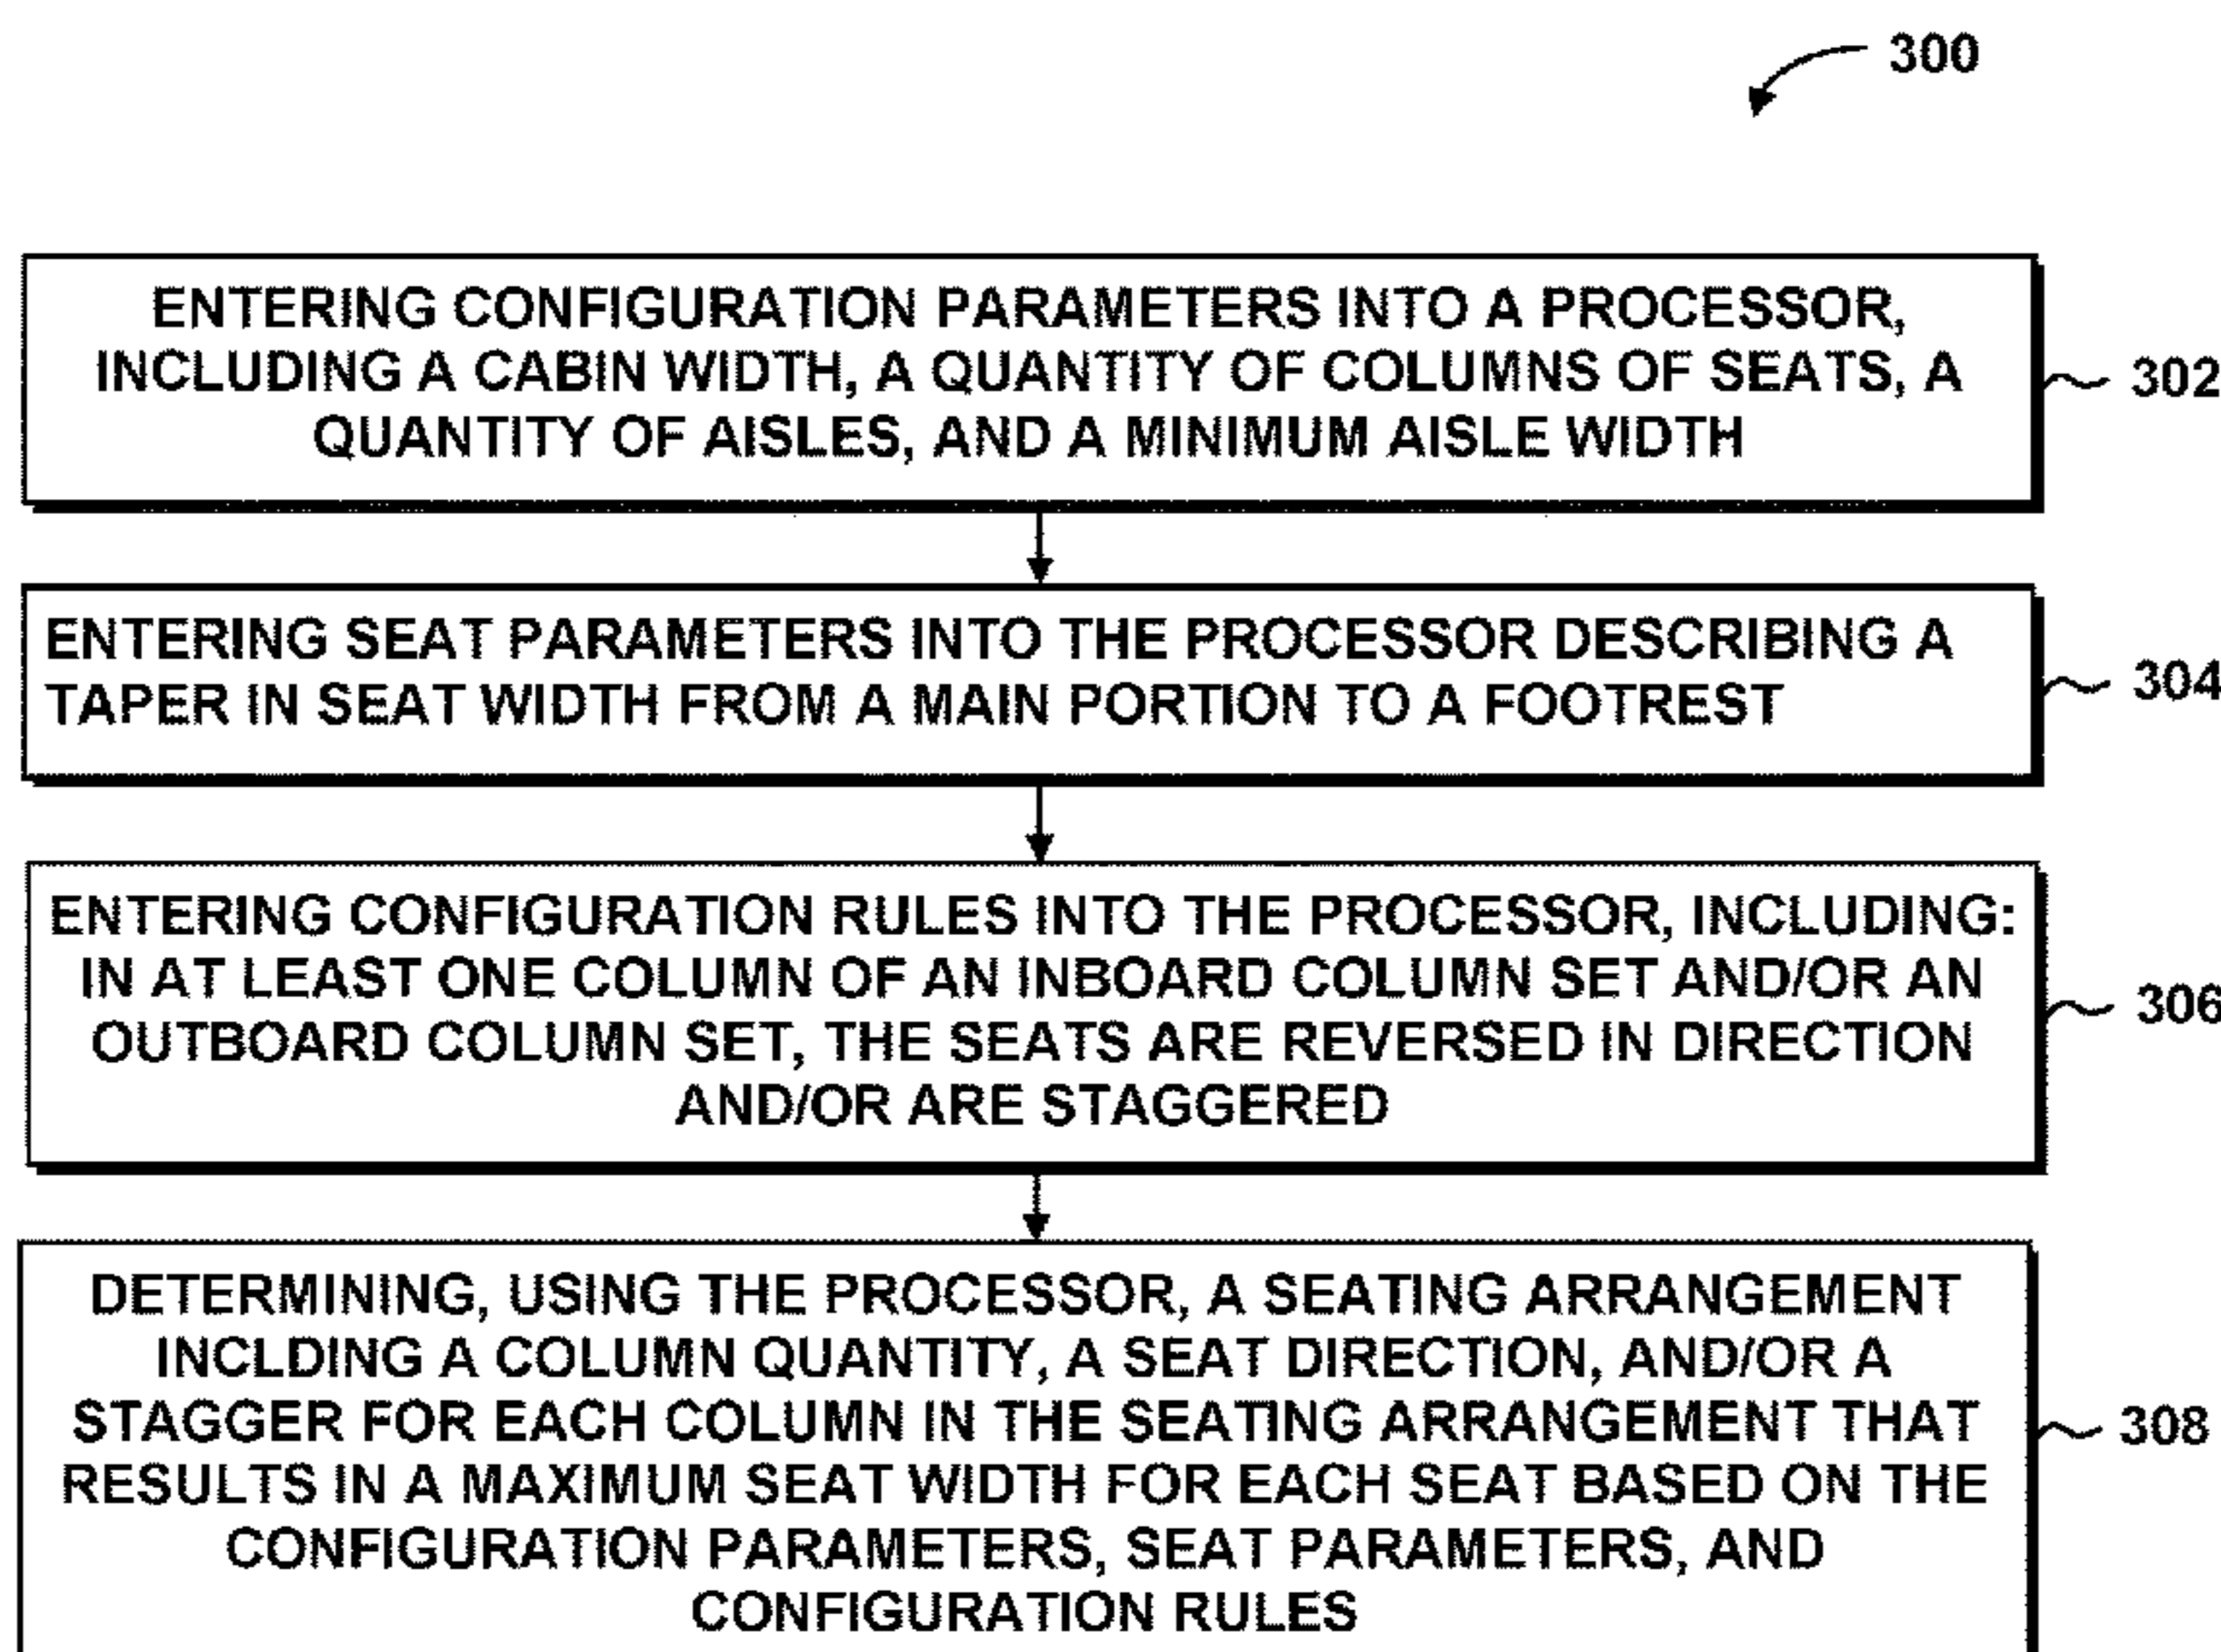 300
ENTERING CONFIGURATION PARAMETERS INTO A PROCESSOR,
INCLUDING A CABIN WIDTH, A QUANTITY OF COLUMNS OF SEATS, A
QUANTITY OF AISLES, AND A MINIMUM AISLE WIDTH
302
ENTERING SEAT PARAMETERS INTO THE PROCESSOR DESCRIBING A
TAPER IN SEAT WIDTH FROM A MAIN PORTION TO A FOOTREST
304
ENTERING CONFIGURATION RULES INTO THE PROCESSOR, INCLUDING:
IN AT LEAST ONE COLUMN OF AN INBOARD COLUMN SET AND/OR AN
OUTBOARD COLUMN SET, THE SEATS ARE REVERSED IN DIRECTION
AND/OR ARE STAGGERED
306
DETERMINING, USING THE PROCESSOR, A SEATING ARRANGEMENT
INCLDING A COLUMN QUANTITY, A SEAT DIRECTION, AND/OR A
STAGGER FOR EACH COLUMN IN THE SEATING ARRANGEMENT THAT
RESULTS IN A MAXIMUM SEAT WIDTH FOR EACH SEAT BASED ON THE
CONFIGURATION PARAMETERS, SEAT PARAMETERS, AND
CONFIGURATION RULES
308